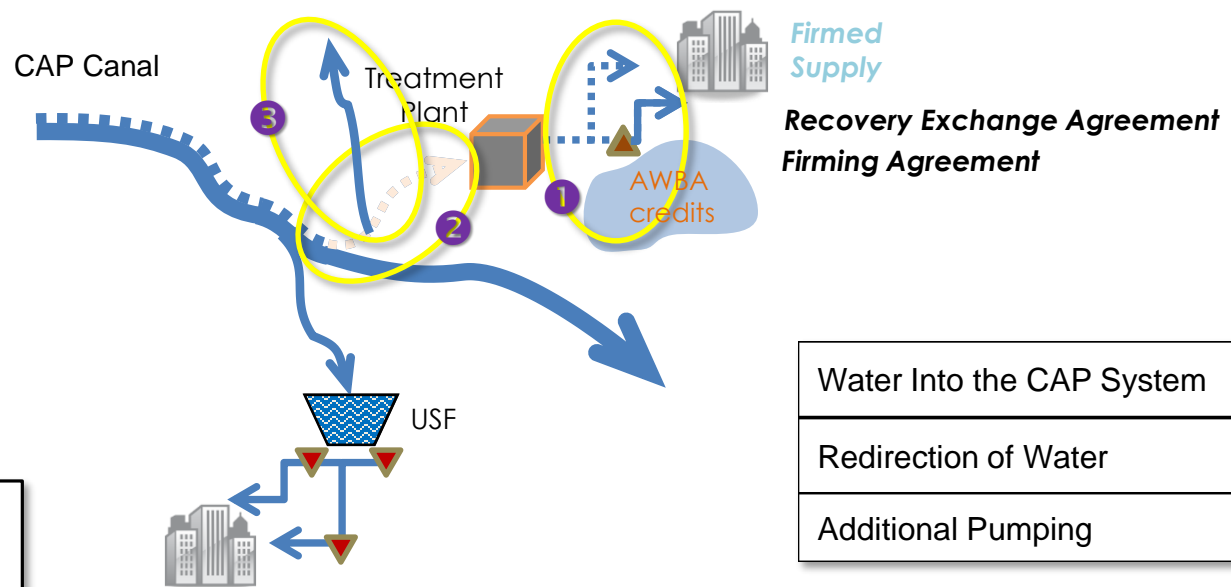 CAP Canal
Firmed
Supply
Treatment
Plant
3
Recovery Exchange Agreement
Firming Agreement
AWBA
credits
1
2
Water Into the CAP System
Redirection of Water
Additional Pumping
USF